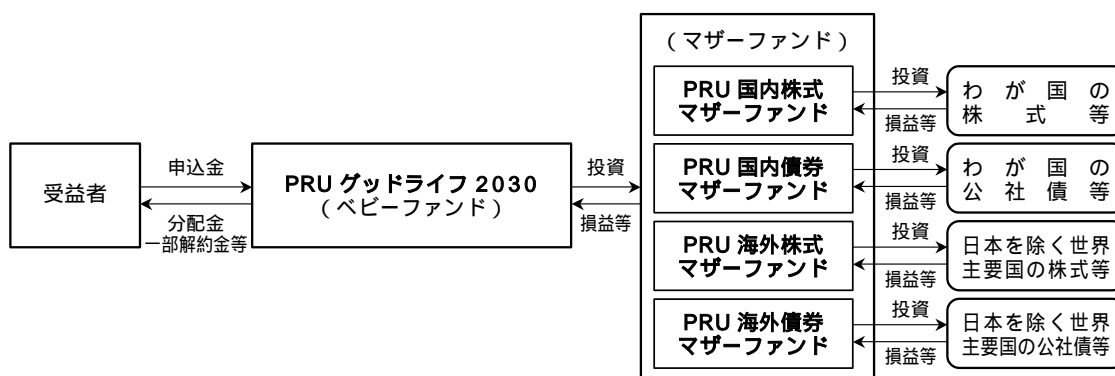 受益者
申込金
分配金
一部解約金等
PRU グッドライフ 2030
（ベビーファンド）
投資
損益等
（マザーファンド）
PRU 国内株式
マザーファンド
投資
損益等
わが国の
株式等
PRU 国内債券
マザーファンド
投資
損益等
わが国の
公社債等
PRU 海外株式
マザーファンド
投資
損益等
日本を除く世界
主要国の株式等
PRU 海外債券
マザーファンド
投資
損益等
日本を除く世界
主要国の公社債等